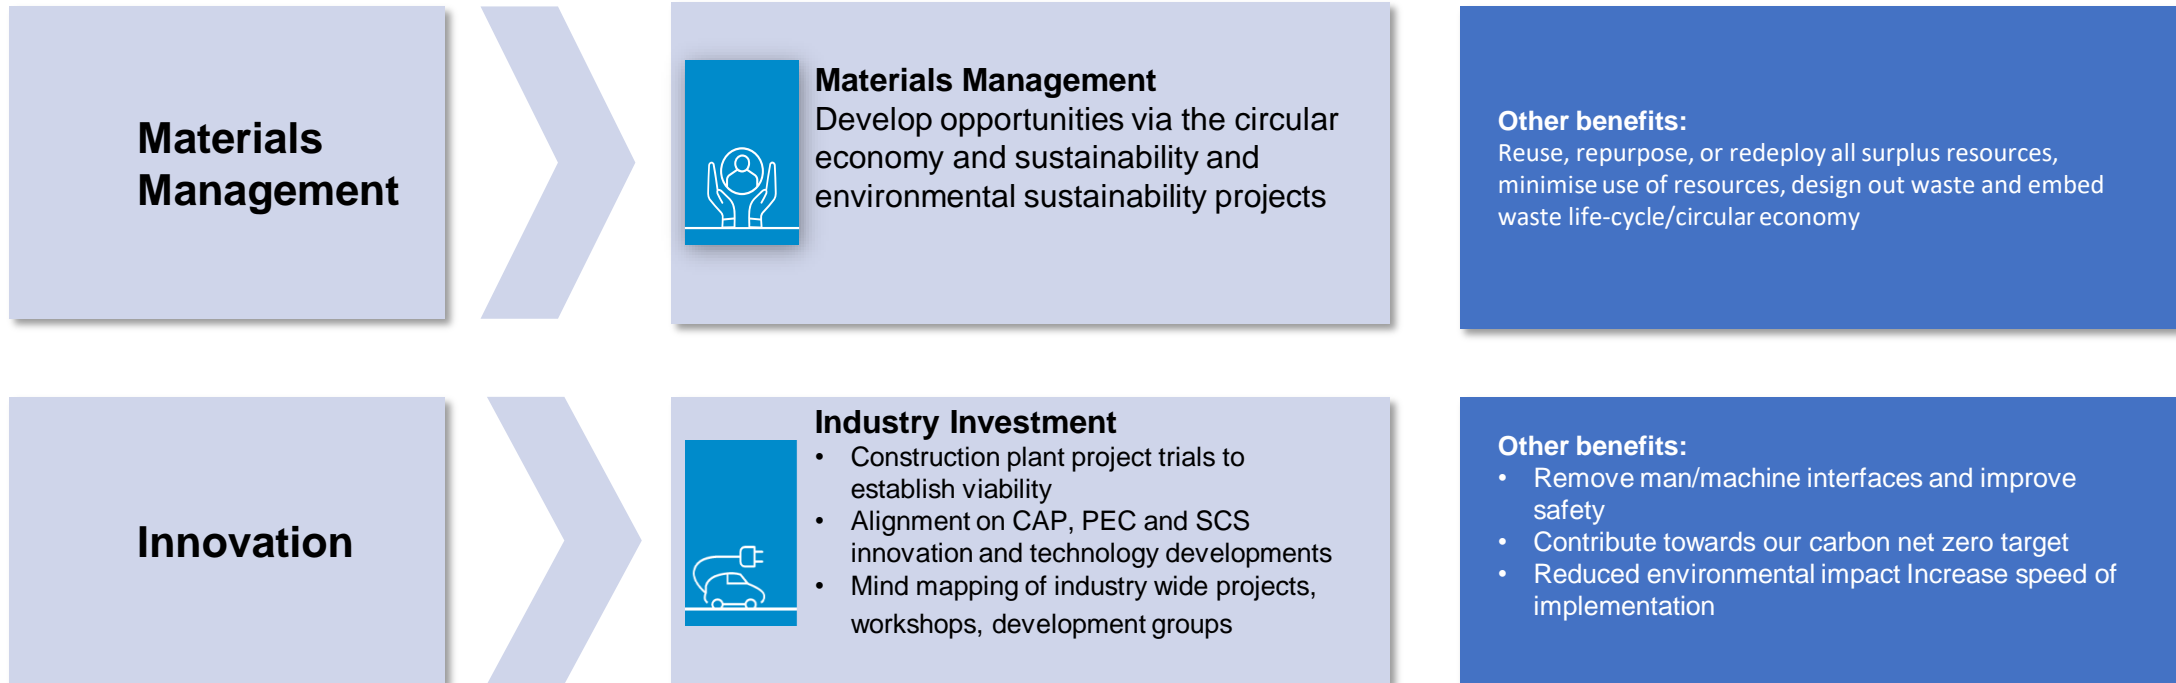 Materials
Management
Materials Management
Develop opportunities via the circular
economy and sustainability and
environmental sustainability projects
Other benefits:
Reuse, repurpose, or redeploy all surplus resources,
minimise use of resources, design out waste and embed
waste life-cycle/circular economy
Innovation
Industry Investment
• Construction plant project trials to
establish viability
• Alignment on CAP, PEC and SCS
innovation and technology developments
• Mind mapping of industry wide projects,
workshops, development groups
Other benefits:
• Remove man/machine interfaces and improve
safety
• Contribute towards our carbon net zero target
• Reduced environmental impact Increase speed of
implementation